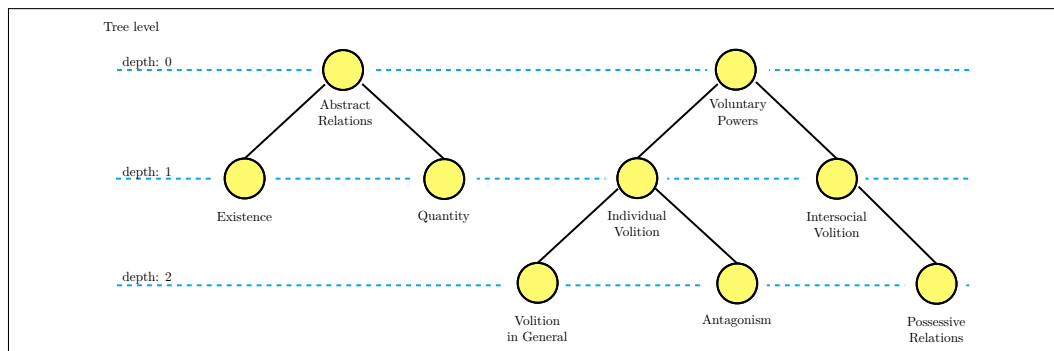 Tree level
depth: 0
Abstract
Relations
Voluntary
Powers
depth: 1
Existence
Quantity
Individual
Volition
Intersocial
Volition
depth: 2
Volition
in General
Antagonism
Possessive
Relations